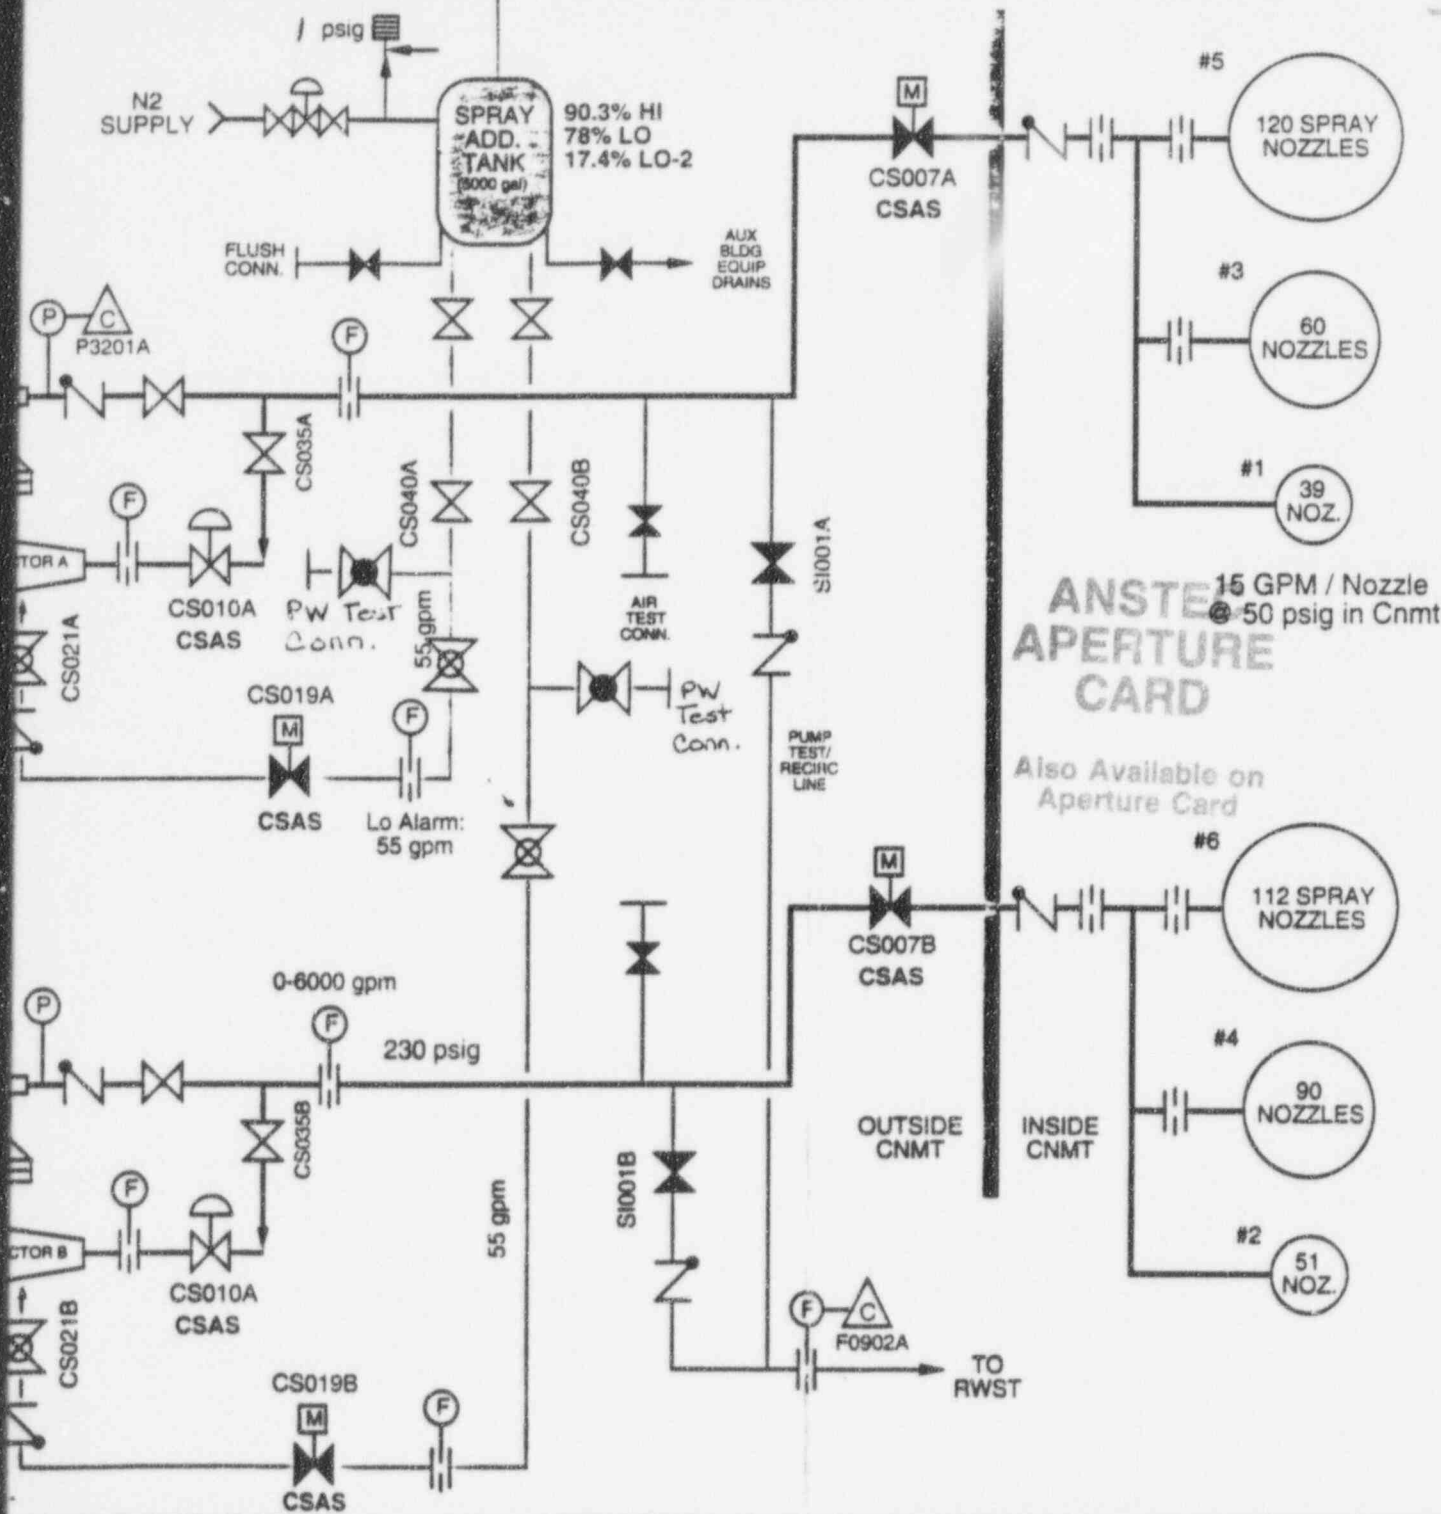 1 psig
N2
SUPPLY
SPRAY
ADD.
TANK
(5000 gal)
90.3% HI
78% LO
17.4% LO-2
FLUSH
CONN.
AUX
BLDG
EQUIP
DRAINS
M
CS007A
CSAS
#5
120 SPRAY
NOZZLES
#3
60
NOZZLES
#1
39
NOZ.
15 GPM / Nozzle
@ 50 psig in Cnmt
P
C
P3201A
F
CS035A
CS040A
CS040B
SI001A
F
TOR A
CS010A
CSAS
CS021A
PW Test
Conn.
55 gpm
AIR
TEST
CONN.
PW
Test
Conn.
CS019A
M
CSAS
F
Lo Alarm:
55 gpm
PUMP
TEST/
RECIRC
LINE
APERTURE
CARD
Also Available on
Aperture Card
M
CS007B
CSAS
#6
112 SPRAY
NOZZLES
#4
90
NOZZLES
#2
51
NOZ.
OUTSIDE
CNMT
INSIDE
CNMT
P
0-6000 gpm
F
230 psig
CS035B
SI001B
55 gpm
F
CTOR B
CS010A
CSAS
CS021B
CS019B
M
CSAS
F
F
C
F0902A
TO
RWST